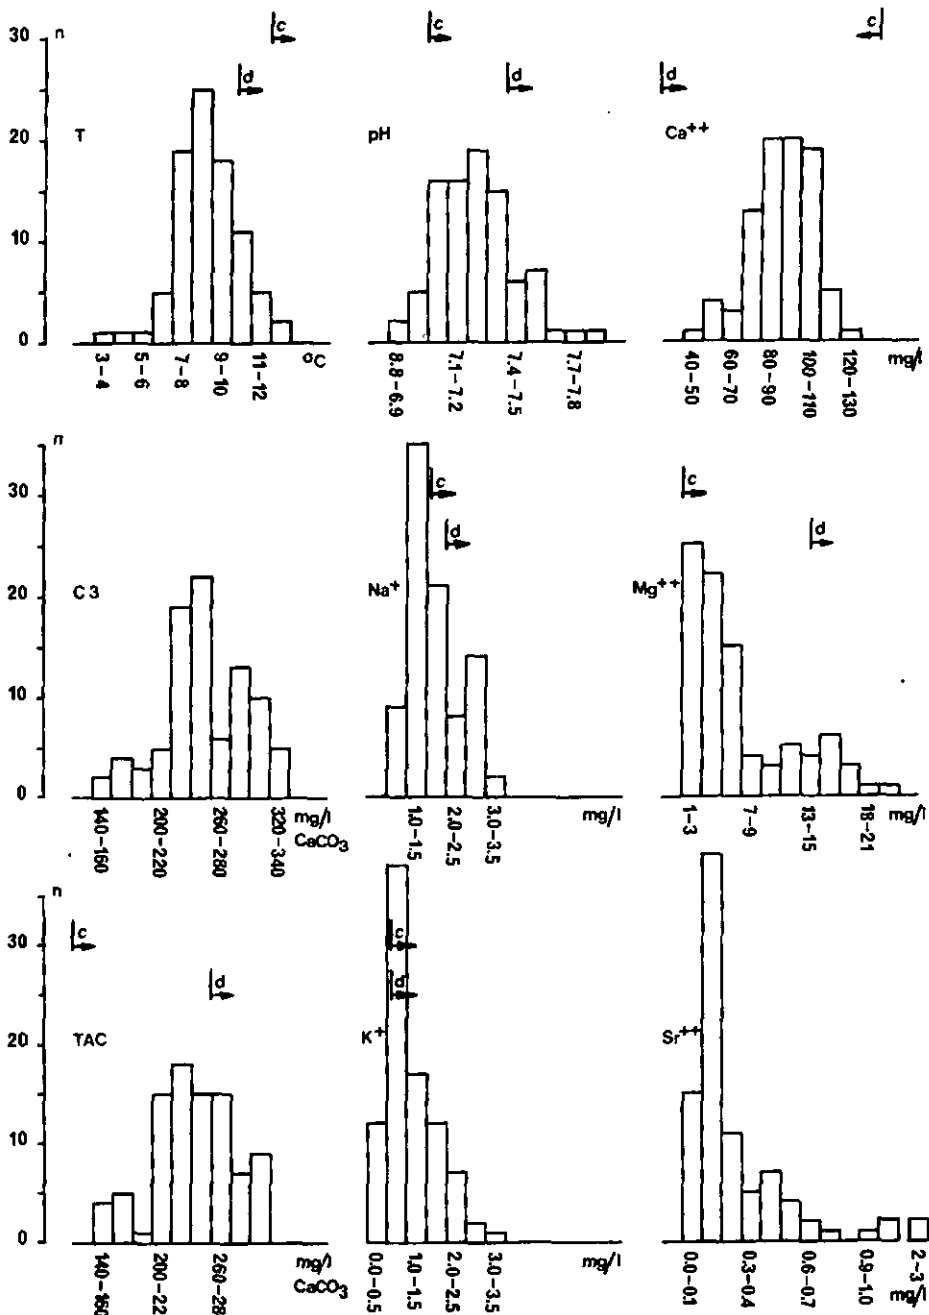 30 n c c c
d d d
20 T pH Ca++
10
0
3-4 5-6 7-8 9-10 11-12 oC
8.8-6.9 7.1-7.2 7.4-7.5 7.7-7.8
40-50 60-70 80-90 100-110 120-130 mg/l
n
30 c c
d d
20 C3 Na+ Mg++
10
0
140-160 200-220 260-280 320-340 mg/l
CaCO3
1.0-1.5 2.0-2.5 3.0-3.5 mg/l
1-3 7-9 13-15 18-21 mg/l
n
30 c c
d d
20 TAC K+ Sr++
10
0
140-160 200-22 260-28 mg/l
CaCO3
0.0-0.5 1.0-1.5 2.0-2.5 3.0-3.5 mg/l
0.0-0.1 0.3-0.4 0.6-0.7 0.9-1.0 2-3
mg/l